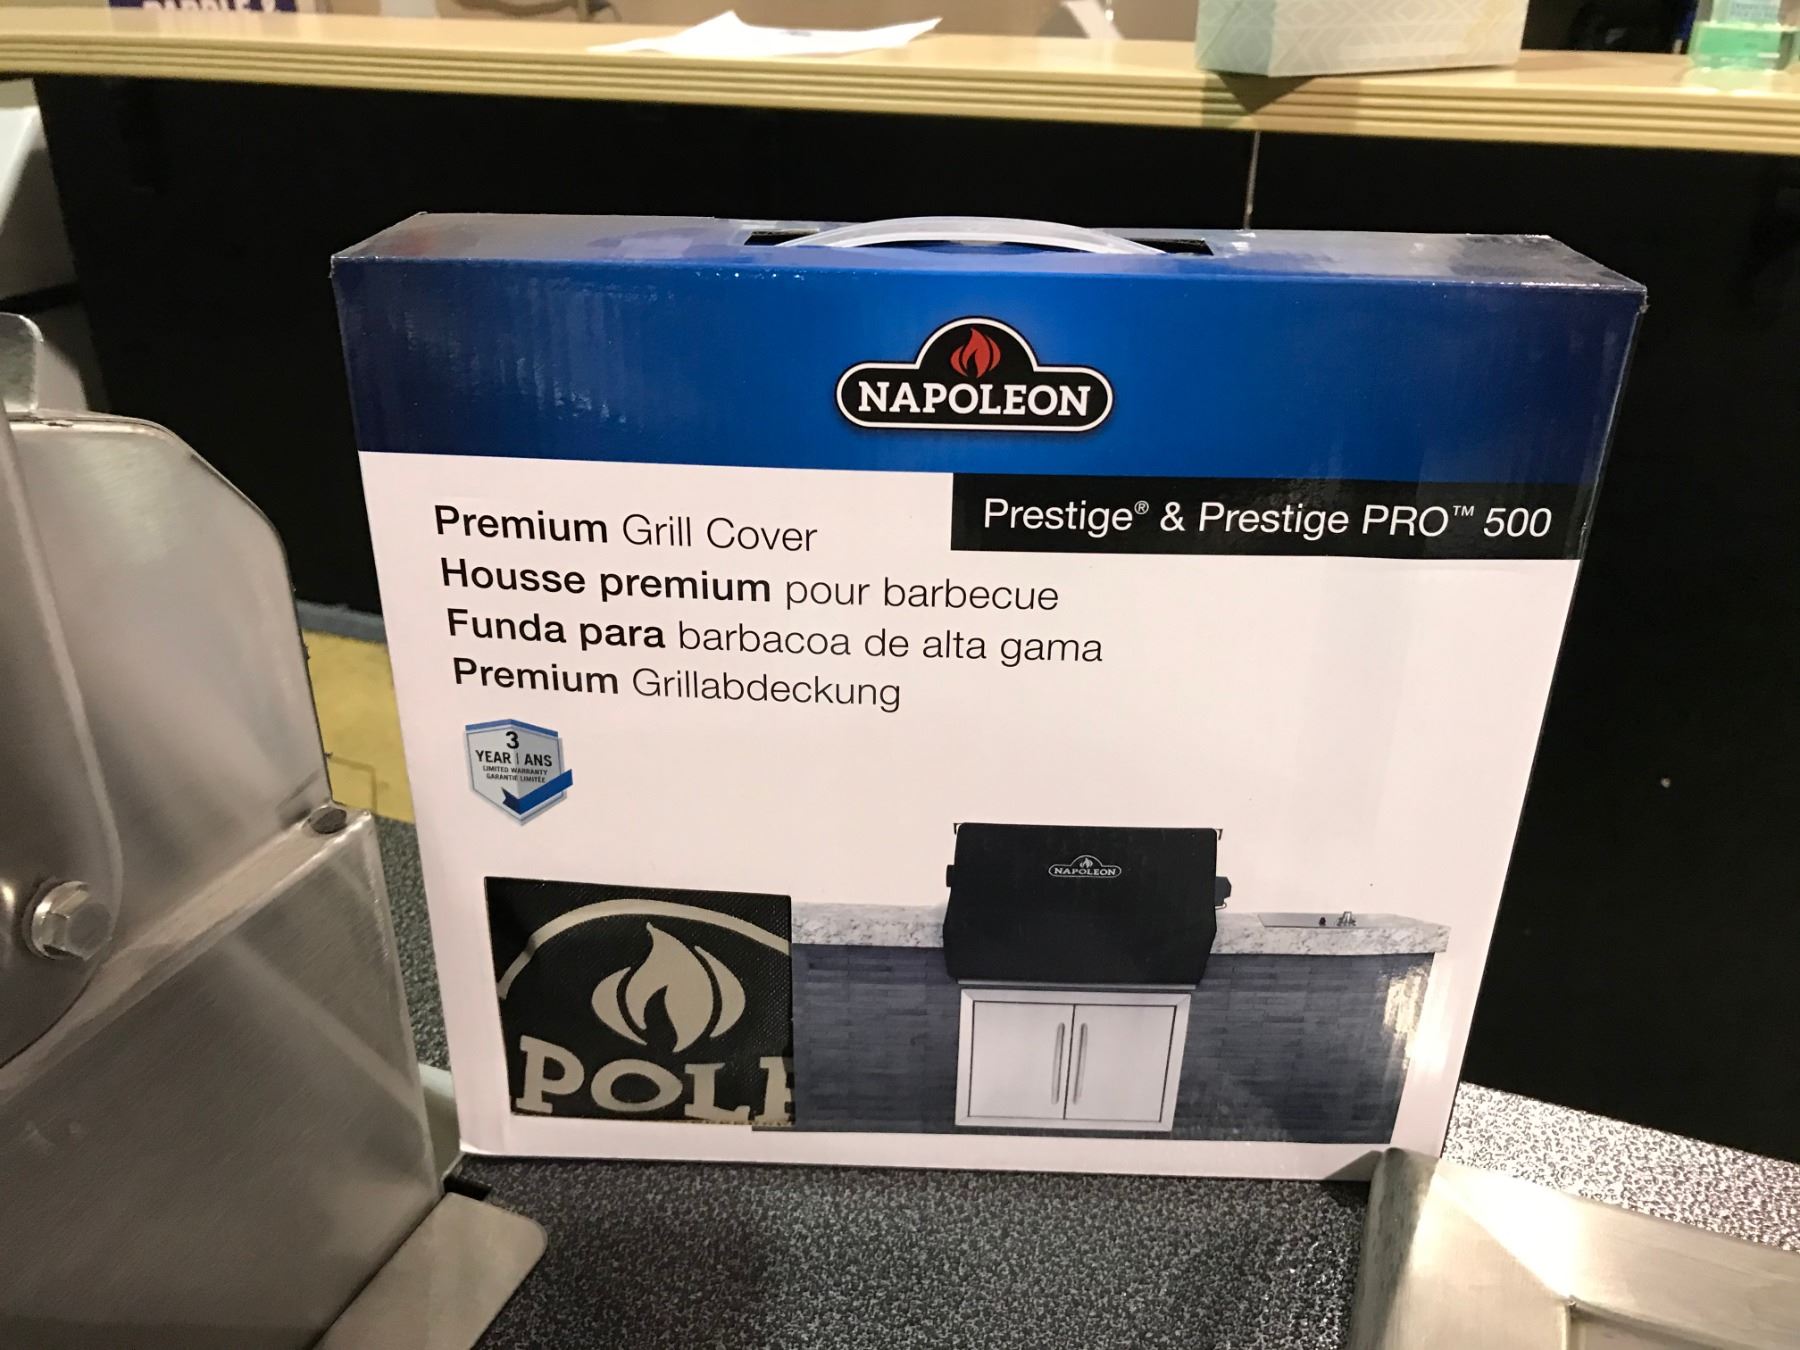 NAPOLEON
Prestige® & Prestige PRO™ 500
Premium Grill Cover
Housse premium pour barbecue
Funda para barbacoa de alta gama
Premium Grillabdeckung
3
YEAR | ANS
LIMITED WARRANTY
GARANTIE LIMITÉE
NAPOLEON
POL